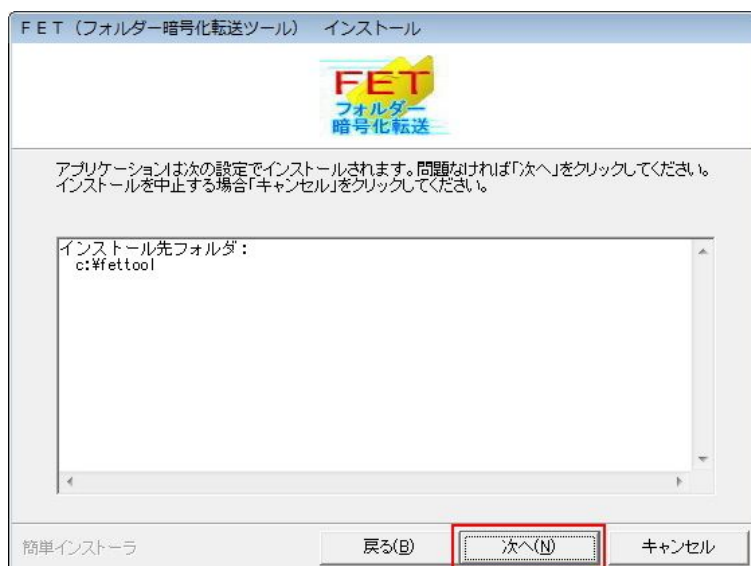 ＦＥＴ（フォルダー暗号化転送ツール）　インストール
FET
フォルダー
暗号化転送
アプリケーションは次の設定でインストールされます。問題なければ「次へ」をクリックしてください。
インストールを中止する場合「キャンセル」をクリックしてください。
インストール先フォルダ：
c:¥fettool
簡単インストーラ
戻る(B)
次へ(N)
キャンセル